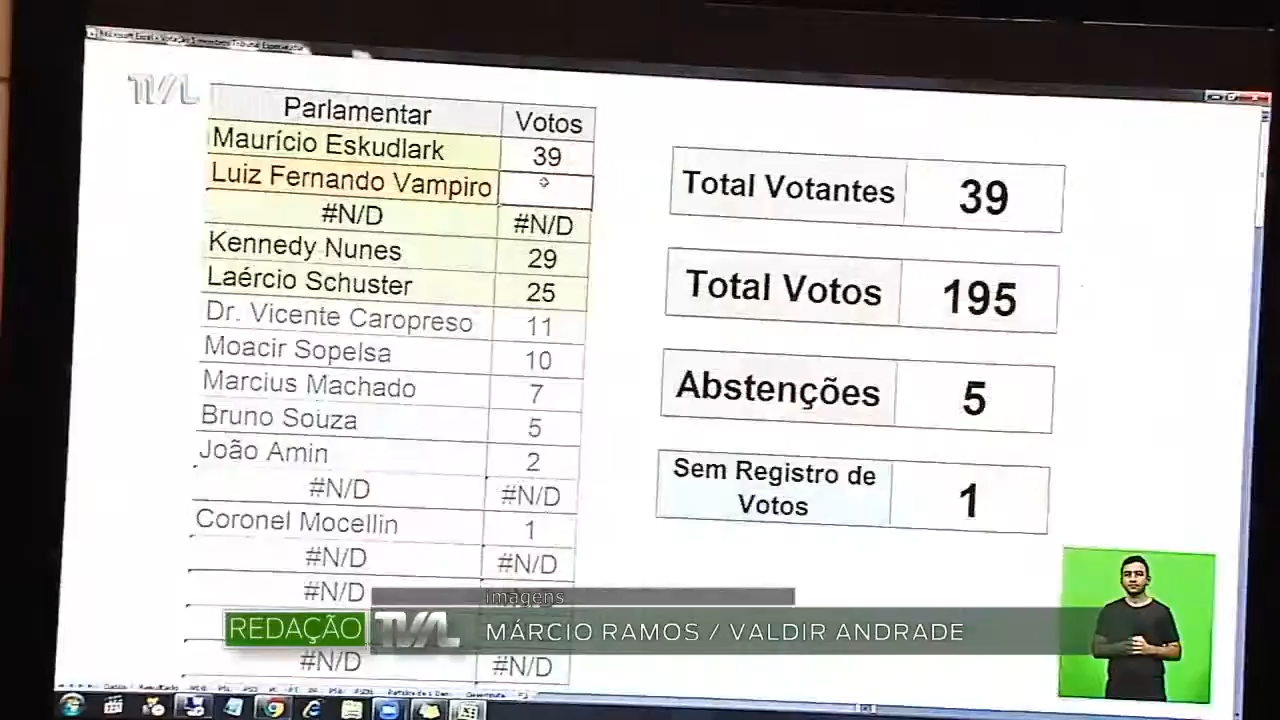 TVAL
Parlamentar Votos
Maurício Eskudlark 39
Luiz Fernando Vampiro
#N/D #N/D
Kennedy Nunes 29
Laércio Schuster 25
Dr. Vicente Caropreso 11
Moacir Sopelsa 10
Marcius Machado 7
Bruno Souza 5
João Amin 2
#N/D #N/D
Coronel Mocellin 1
#N/D #N/D
#N/D
#N/D #N/D
Total Votantes 39
Total Votos 195
Abstenções 5
Sem Registro de
Votos 1
imagens
REDAÇÃO TVAL MÁRCIO RAMOS / VALDIR ANDRADE